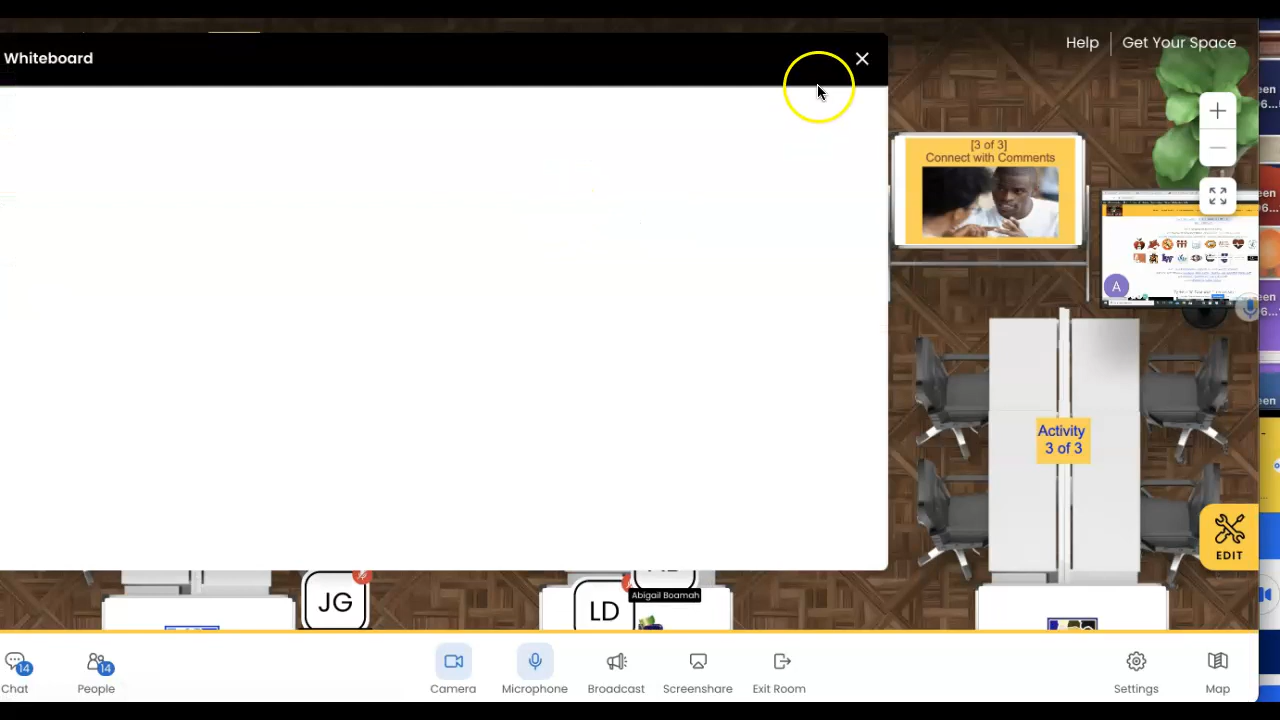 Whiteboard
Help
Get Your Space
[3 of 3]
Connect with Comments
A
Activity
3 of 3
EDIT
JG
LD
Abigail Boamah
14
Chat
14
People
Camera
Microphone
Broadcast
Screenshare
Exit Room
Settings
Map